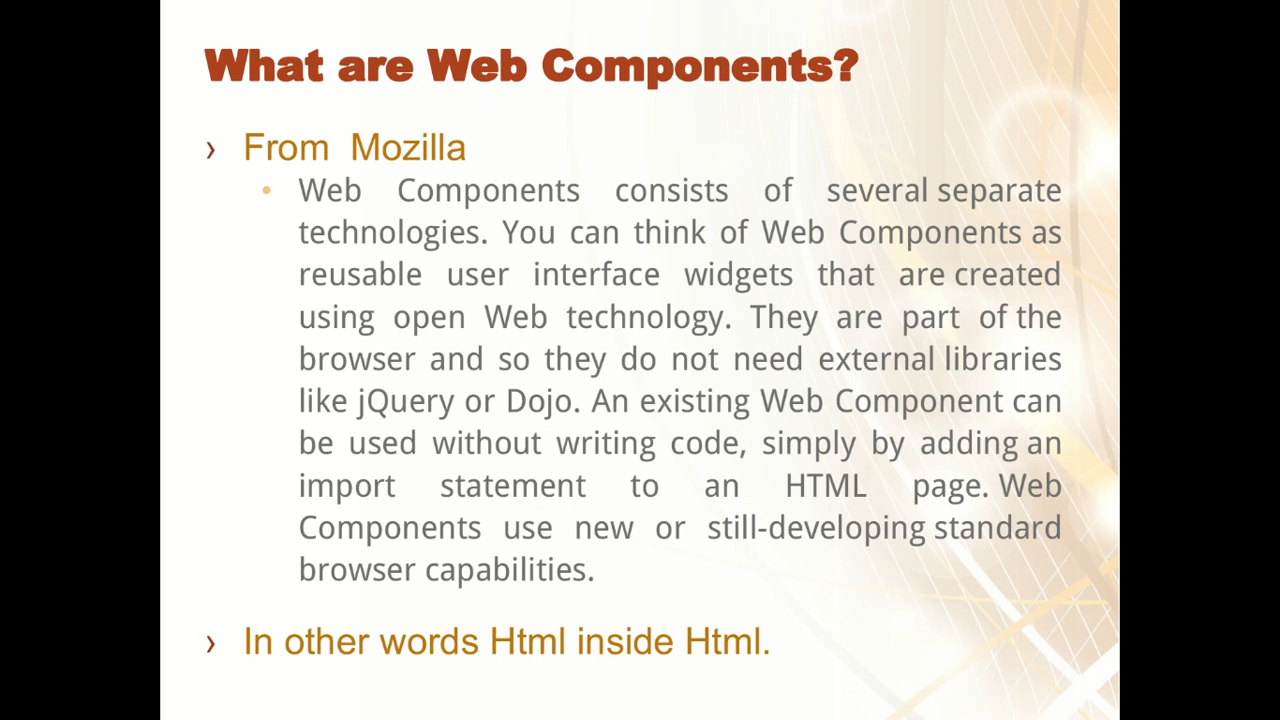 What are Web Components?
› From Mozilla
• Web Components consists of several separate
technologies. You can think of Web Components as
reusable user interface widgets that are created
using open Web technology. They are part of the
browser and so they do not need external libraries
like jQuery or Dojo. An existing Web Component can
be used without writing code, simply by adding an
import statement to an HTML page. Web
Components use new or still-developing standard
browser capabilities.
› In other words Html inside Html.